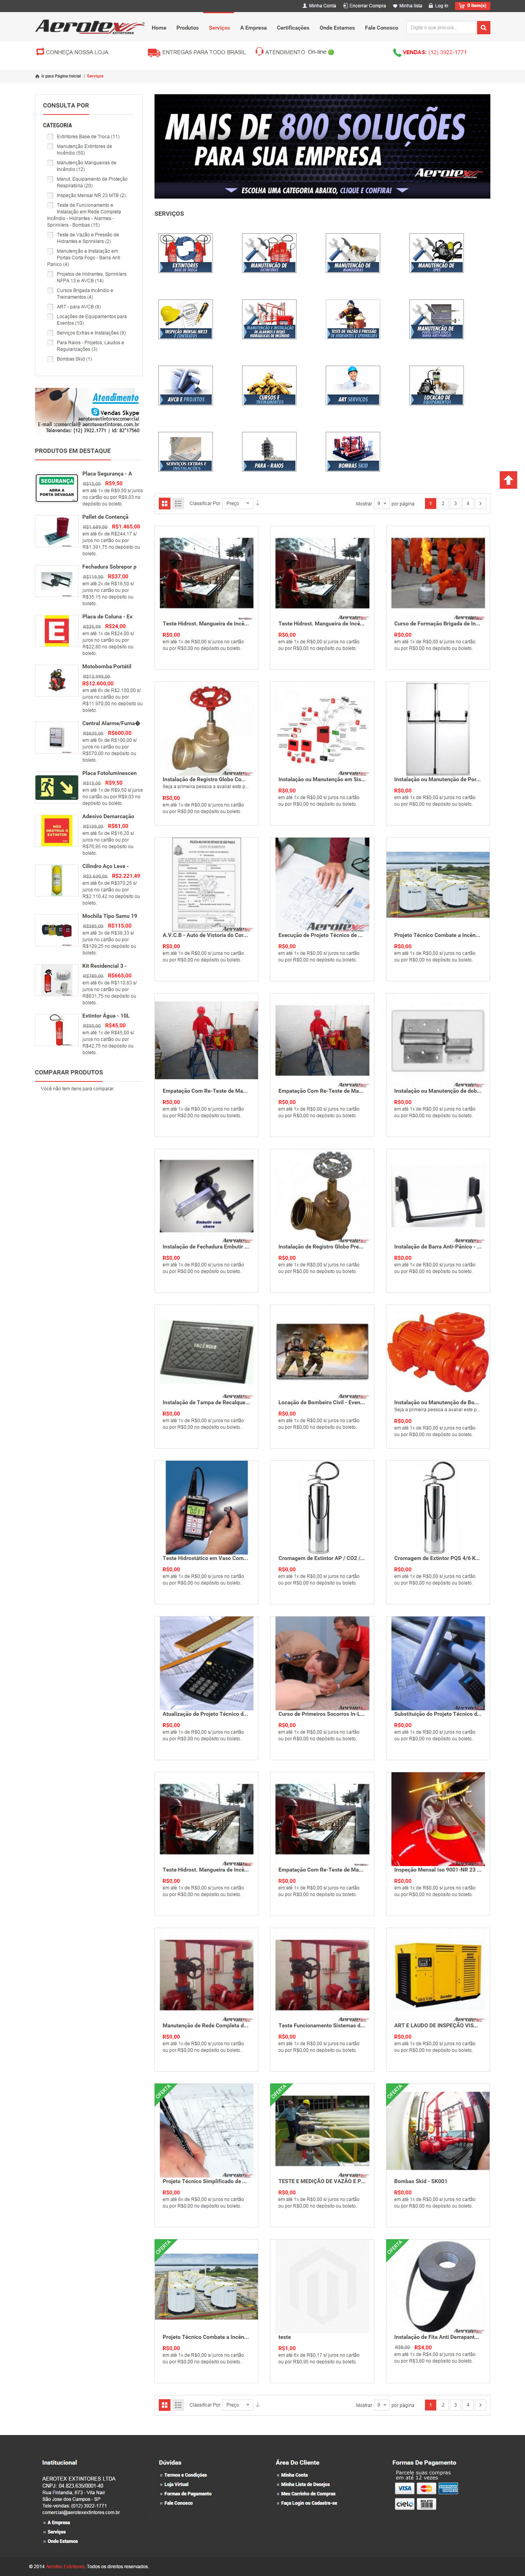 Minha Conta
Encerrar Compra
Minha lista
Log In
0 item(s)
Aerotex
EXTINTORES
Home
Produtos
Serviços
A Empresa
Certificações
Onde Estamos
Fale Conosco
Digite o que procura...
CONHEÇA NOSSA LOJA
ENTREGAS PARA TODO BRASIL
ATENDIMENTO On-line
VENDAS: (12) 3922-1771
Ir para Página Inicial | Serviços
CONSULTA POR
CATEGORIA
Extintores Base de Troca (11)
Manutenção Extintores de
Incêndio (50)
Manutenção Mangueiras de
Incêndio (12)
Manut. Equipamento de Proteção
Respiratória (20)
Inspeção Mensal NR 23 MTB (2)
Teste de Funcionamento e
Instalação em Rede Completa
Incêndio - Hidrantes - Alarmes -
Sprinklers - Bombas (15)
Teste de Vazão e Pressão de
Hidrantes e Sprinklers (2)
Manutenção e Instalação em
Portas Corta Fogo - Barra Anti
Panico (4)
Projetos de Hidrantes, Sprinklers
NFPA 13 e AVCB (14)
Cursos Brigada Incêndio e
Treinamentos (4)
ART - para AVCB (8)
Locações de Equipamentos para
Eventos (10)
Serviços Extras e Instalações (9)
Para Raios - Projetos, Laudos e
Regularizações (3)
Bombas Skid (1)
MAIS DE 800 SOLUÇÕES
PARA SUA EMPRESA
Aerotex
ESCOLHA UMA CATEGORIA ABAIXO, CLIQUE E CONFIRA!
SERVIÇOS
EXTINTORES
BASE DE TROCA
MANUTENÇÃO DE
EXTINTORES
MANUTENÇÃO DE
MANGUEIRAS
MANUTENÇÃO DE
EPR'S
INSPEÇÃO MENSAL NR23
E CONTRATOS
MANUTENÇÃO E INSTALAÇÃO
DE ALARMES E REDES
HIDRÁULICAS DE INCÊNDIO
TESTE DE VAZÃO E PRESSÃO
DE HIDRANTES E SPRINKLERS
MANUTENÇÃO DE
AVCB E PROJETOS
CURSOS E
TREINAMENTOS
ART SERVIÇOS
LOCAÇÃO DE
EQUIPAMENTOS
SERVIÇOS EXTRAS E
INSTALAÇÕES
PARA - RAIOS
BOMBAS SKID
Atendimento
Skype
Vendas Skype
aerotexextintorescomercial
E-mail :comercial@ aerotexextintores.com.br
Televendas: (12) 3922.1771 | Id: 82*17560
PRODUTOS EM DESTAQUE
SEGURANÇA
ABRA A
PORTA DEVAGAR
Placa Segurança - A
R$12,00 R$9,50
em até 1x de R$9,50 s/ juros
no cartão ou por R$9,03 no
depósito ou boleto.
Pallet de Contençã
R$1.689,00 R$1.465,00
em até 6x de R$244,17 s/
juros no cartão ou por
R$1.391,75 no depósito ou
boleto.
Fechadura Sobrepor p
R$37,00
em até 2x de R$18,50 s/
juros no cartão ou por
R$35,15 no depósito ou
boleto.
E
Placa de Coluna - Ex
R$24,00
em até 1x de R$24,00 s/
juros no cartão ou por
R$22,80 no depósito ou
boleto.
Motobomba Portátil
R$12.600,00
em até 6x de R$2.100,00 s/
juros no cartão ou por
R$11.970,00 no depósito ou
boleto.
Central Alarme/Fuma�
R$600,00
em até 6x de R$100,00 s/
juros no cartão ou por
R$570,00 no depósito ou
boleto.
Placa Fotoluminescen
R$9,50
em até 1x de R$9,50 s/ juros
no cartão ou por R$9,03 no
depósito ou boleto.
NÃO
OBSTRUA O
EXTINTOR
Adesivo Demarcação
R$81,00
em até 5x de R$16,20 s/
juros no cartão ou por
R$76,95 no depósito ou
boleto.
Cilindro Aço Leve -
R$2.221,49
em até 6x de R$370,25 s/
juros no cartão ou por
R$2.110,42 no depósito ou
boleto.
Mochila Tipo Samu 19
R$115,00
em até 3x de R$38,33 s/
juros no cartão ou por
R$109,25 no depósito ou
boleto.
Kit Residencial 3 -
R$665,00
em até 6x de R$110,83 s/
juros no cartão ou por
R$631,75 no depósito ou
boleto.
Extintor Água - 10L
R$45,00
em até 1x de R$45,00 s/
juros no cartão ou por
R$42,75 no depósito ou
boleto.
COMPARAR PRODUTOS
Você não tem itens para comparar.
Classificar Por Preço
Mostrar 9 por página
1 2 3 4
Teste Hidrost. Mangueira de Incê...
R$0,00
em até 1x de R$0,00 s/ juros no cartão
ou por R$0,00 no depósito ou boleto.
Teste Hidrost. Mangueira de Incê...
R$0,00
em até 1x de R$0,00 s/ juros no cartão
ou por R$0,00 no depósito ou boleto.
Curso de Formação Brigada de In...
R$0,00
em até 1x de R$0,00 s/ juros no cartão
ou por R$0,00 no depósito ou boleto.
Instalação de Registro Globo Co...
Seja a primeira pessoa a avaliar este p...
R$0,00
em até 1x de R$0,00 s/ juros no cartão
ou por R$0,00 no depósito ou boleto.
Instalação ou Manutenção em Sis...
R$0,00
em até 1x de R$0,00 s/ juros no cartão
ou por R$0,00 no depósito ou boleto.
Instalação ou Manutenção de Por...
R$0,00
em até 1x de R$0,00 s/ juros no cartão
ou por R$0,00 no depósito ou boleto.
A.V.C.B - Auto de Vistoria do Cor...
R$0,00
em até 1x de R$0,00 s/ juros no cartão
ou por R$0,00 no depósito ou boleto.
Execução de Projeto Técnico de ...
R$0,00
em até 1x de R$0,00 s/ juros no cartão
ou por R$0,00 no depósito ou boleto.
Projeto Técnico Combate a Incên...
R$0,00
em até 1x de R$0,00 s/ juros no cartão
ou por R$0,00 no depósito ou boleto.
Empatação Com Re-Teste de Ma...
R$0,00
em até 1x de R$0,00 s/ juros no cartão
ou por R$0,00 no depósito ou boleto.
Empatação Com Re-Teste de Ma...
R$0,00
em até 1x de R$0,00 s/ juros no cartão
ou por R$0,00 no depósito ou boleto.
Instalação ou Manutenção de dob...
R$0,00
em até 1x de R$0,00 s/ juros no cartão
ou por R$0,00 no depósito ou boleto.
Embutir com
chave
Instalação de Fechadura Embutir ...
R$0,00
em até 1x de R$0,00 s/ juros no cartão
ou por R$0,00 no depósito ou boleto.
Instalação de Registro Globo Pre...
R$0,00
em até 1x de R$0,00 s/ juros no cartão
ou por R$0,00 no depósito ou boleto.
Instalação de Barra Anti-Pânico - ...
R$0,00
em até 1x de R$0,00 s/ juros no cartão
ou por R$0,00 no depósito ou boleto.
INCÊNDIO
Instalação de Tampa de Recalque...
R$0,00
em até 1x de R$0,00 s/ juros no cartão
ou por R$0,00 no depósito ou boleto.
Locação de Bombeiro Civil - Even...
R$0,00
em até 1x de R$0,00 s/ juros no cartão
ou por R$0,00 no depósito ou boleto.
Instalação ou Manutenção de Bo...
Seja a primeira pessoa a avaliar este p...
R$0,00
em até 1x de R$0,00 s/ juros no cartão
ou por R$0,00 no depósito ou boleto.
Teste Hidrostático em Vaso Com...
R$0,00
em até 1x de R$0,00 s/ juros no cartão
ou por R$0,00 no depósito ou boleto.
Cromagem de Extintor AP / CO2 /...
R$0,00
em até 1x de R$0,00 s/ juros no cartão
ou por R$0,00 no depósito ou boleto.
Cromagem de Extintor PQS 4/6 K...
R$0,00
em até 1x de R$0,00 s/ juros no cartão
ou por R$0,00 no depósito ou boleto.
Atualização de Projeto Técnico d...
R$0,00
em até 1x de R$0,00 s/ juros no cartão
ou por R$0,00 no depósito ou boleto.
Curso de Primeiros Socorros In-L...
R$0,00
em até 1x de R$0,00 s/ juros no cartão
ou por R$0,00 no depósito ou boleto.
Substituição do Projeto Técnico d...
R$0,00
em até 1x de R$0,00 s/ juros no cartão
ou por R$0,00 no depósito ou boleto.
Teste Hidrost. Mangueira de Incê...
R$0,00
em até 1x de R$0,00 s/ juros no cartão
ou por R$0,00 no depósito ou boleto.
Empatação Com Re-Teste de Ma...
R$0,00
em até 1x de R$0,00 s/ juros no cartão
ou por R$0,00 no depósito ou boleto.
Inspeção Mensal Iso 9001-NR 23 ...
R$0,00
em até 1x de R$0,00 s/ juros no cartão
ou por R$0,00 no depósito ou boleto.
Manutenção de Rede Completa d...
R$0,00
em até 1x de R$0,00 s/ juros no cartão
ou por R$0,00 no depósito ou boleto.
Teste Funcionamento Sistemas d...
R$0,00
em até 1x de R$0,00 s/ juros no cartão
ou por R$0,00 no depósito ou boleto.
ART E LAUDO DE INSPEÇÃO VIS...
R$0,00
em até 1x de R$0,00 s/ juros no cartão
ou por R$0,00 no depósito ou boleto.
OFERTA
Projeto Técnico Simplificado de ...
R$0,00
em até 6x de R$0,00 s/ juros no cartão
ou por R$0,00 no depósito ou boleto.
OFERTA
TESTE E MEDIÇÃO DE VAZÃO E P...
R$0,00
em até 1x de R$0,00 s/ juros no cartão
ou por R$0,00 no depósito ou boleto.
OFERTA
Bombas Skid - SK001
R$0,00
em até 1x de R$0,00 s/ juros no cartão
ou por R$0,00 no depósito ou boleto.
OFERTA
Projeto Técnico Combate a Incên...
R$0,00
em até 1x de R$0,00 s/ juros no cartão
ou por R$0,00 no depósito ou boleto.
teste
R$1,00
em até 6x de R$0,17 s/ juros no cartão
ou por R$0,95 no depósito ou boleto.
OFERTA
Instalação de Fita Anti Derrapant...
R$4,00
em até 1x de R$4,00 s/ juros no cartão
ou por R$3,80 no depósito ou boleto.
Classificar Por Preço
Mostrar 9 por página
1 2 3 4
Institucional
AEROTEX EXTINTORES LTDA
CNPJ: 04.823.635/0001-40
Rua Finlandia, 673 - Vila Nair
São Jose dos Campos - SP
Tele-vendas: (012) 3922-1771
comercial@aerotexextintores.com.br
A Empresa
Serviços
Onde Estamos
Dúvidas
Termos e Condições
Loja Virtual
Formas de Pagamento
Fale Conosco
Área Do Cliente
Minha Conta
Minha Lista de Desejos
Meu Carrinho de Compras
Faça Login ou Cadastre-se
Formas De Pagamento
Parcele suas compras
em até 12 vezes
VISA
cielo
BOLETO
© 2014 Aerotex Extintores. Todos os direitos reservados.